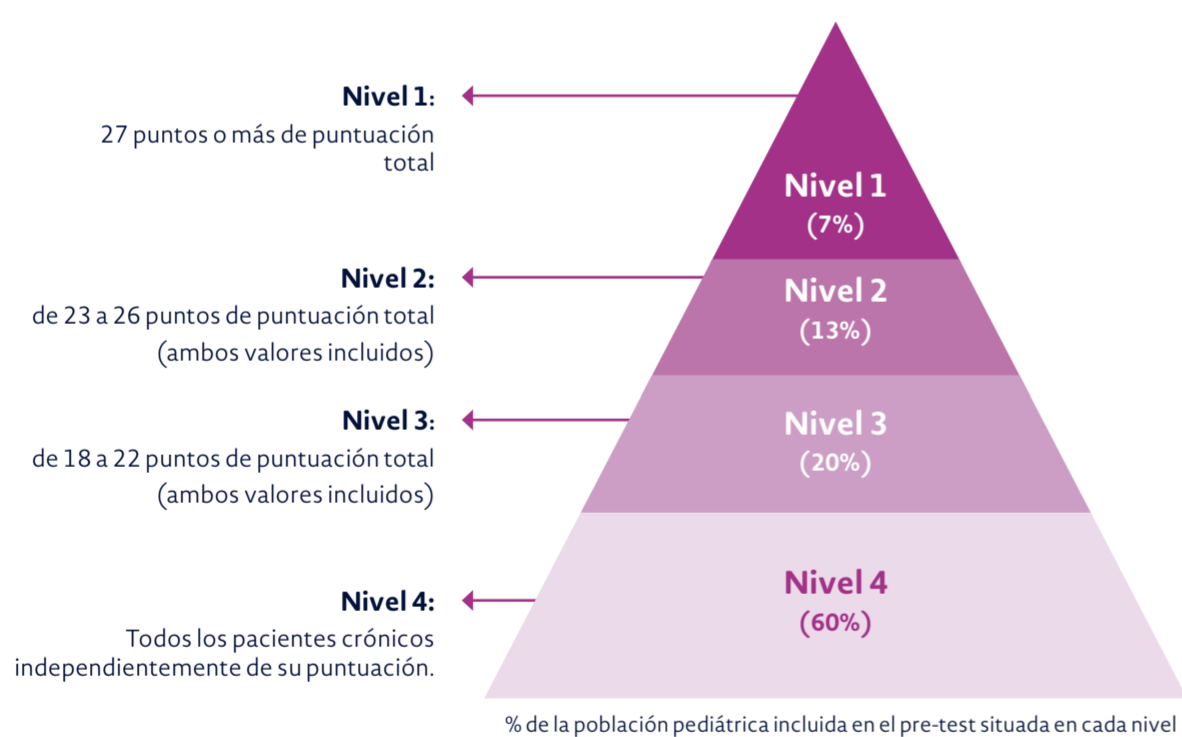 Nivel 1:
27 puntos o más de puntuación
total
Nivel 2:
de 23 a 26 puntos de puntuación total
(ambos valores incluidos)
Nivel 3:
de 18 a 22 puntos de puntuación total
(ambos valores incluidos)
Nivel 4:
Todos los pacientes crónicos
independientemente de su puntuación.
Nivel 1
(7%)
Nivel 2
(13%)
Nivel 3
(20%)
Nivel 4
(60%)
% de la población pediátrica incluida en el pre-test situada en cada nivel